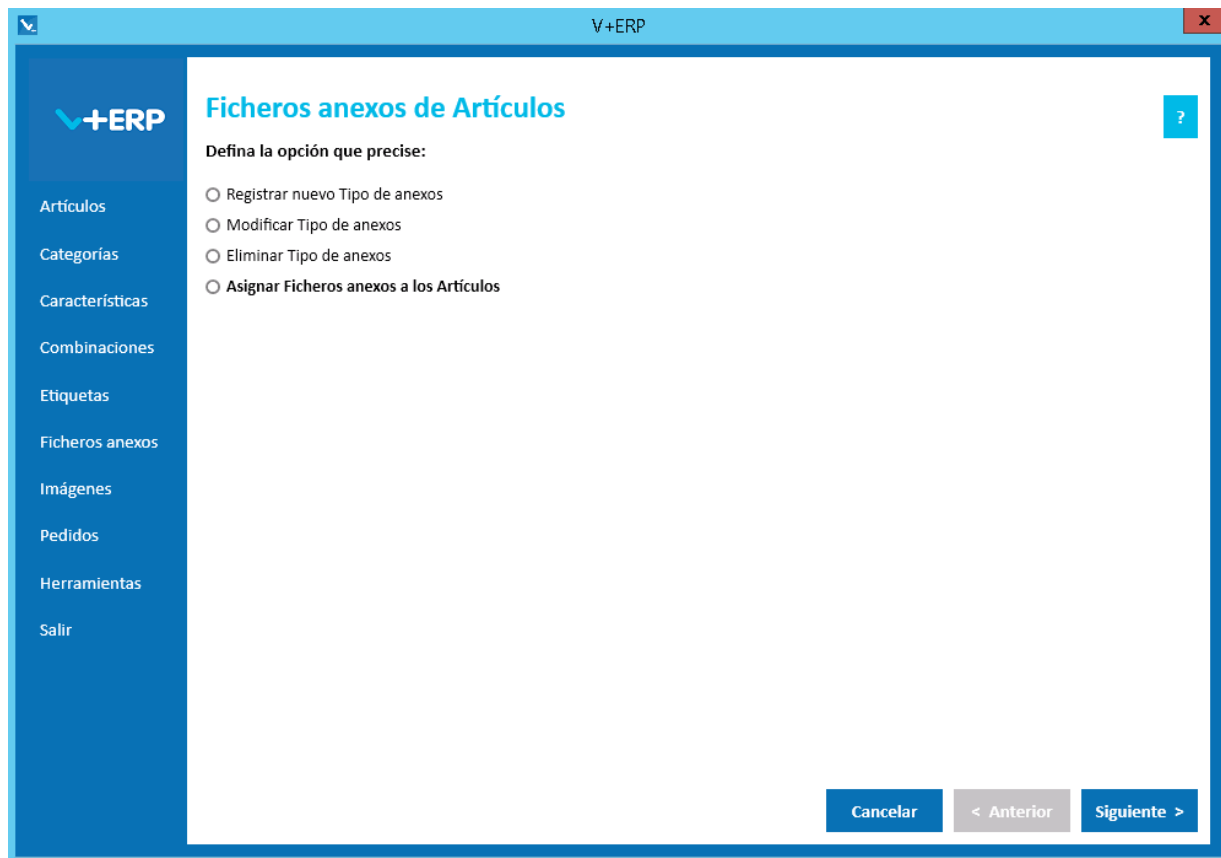 V+ERP
X
+ERP
Ficheros anexos de Artículos
?
Defina la opción que precise:
Registrar nuevo Tipo de anexos
Modificar Tipo de anexos
Eliminar Tipo de anexos
Asignar Ficheros anexos a los Artículos
Artículos
Categorías
Características
Combinaciones
Etiquetas
Ficheros anexos
Imágenes
Pedidos
Herramientas
Salir
Cancelar
< Anterior
Siguiente >